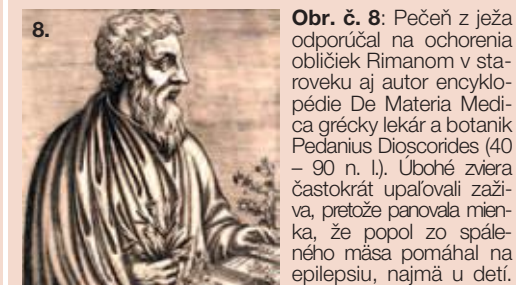 8.
Obr. č. 8: Pečeň z ježa
odporúčal na ochorenia
obličiek Rimanom v sta-
roveku aj autor encyklo-
pédie De Materia Medi-
ca grécky lekár a botanik
Pedanius Dioscorides (40
– 90 n. l.). Úbohé zviera
častokrát upaľovali zaži-
va, pretože panovala mien-
ka, že popol zo spále-
ného mäsa pomáhal na
epilepsiu, najmä u detí.